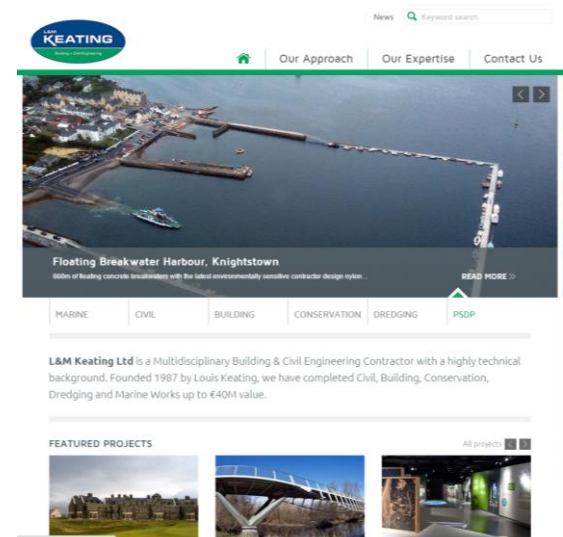 News Keyword search
L&M
KEATING
Building + Civil Engineering
Our Approach Our Expertise Contact Us
Floating Breakwater Harbour, Knightstown
660m of floating concrete breakwaters with the latest environmentally sensitive contractor design nylon...
READ MORE
MARINE CIVIL BUILDING CONSERVATION DREDGING PSDP
L&M Keating Ltd is a Multidisciplinary Building & Civil Engineering Contractor with a highly technical
background. Founded 1987 by Louis Keating, we have completed Civil, Building, Conservation,
Dredging and Marine Works up to €40M value.
FEATURED PROJECTS All projects